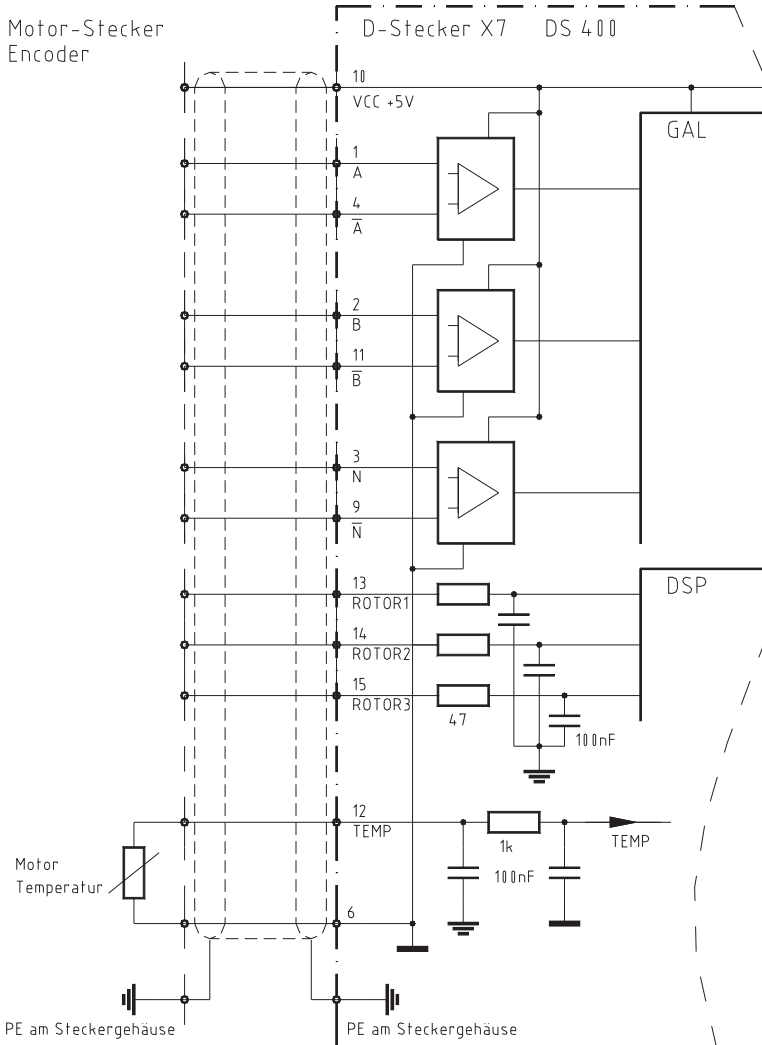 Motor-Stecker
Encoder
D-Stecker X7 DS 400
10
VCC +5V
GAL
1
A
4
A̅
2
B
11
B̅
3
N
9
N̅
13
ROTOR1
DSP
14
ROTOR2
15
ROTOR3
47
100nF
12
TEMP
1k
TEMP
Motor
Temperatur
100nF
6
PE am Steckergehäuse
PE am Steckergehäuse